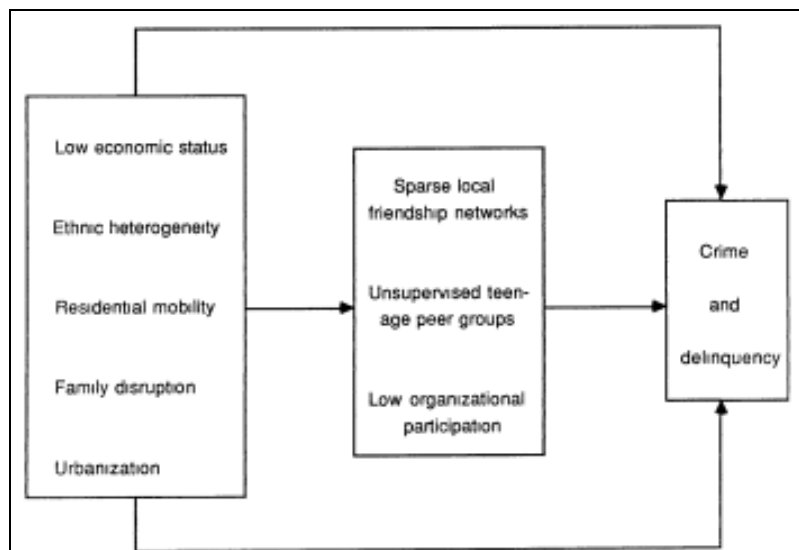 Low economic status
Ethnic heterogeneity
Residential mobility
Family disruption
Urbanization
Sparse local
friendship networks
Unsupervised teen-
age peer groups
Low organizational
participation
Crime
and
delinquency